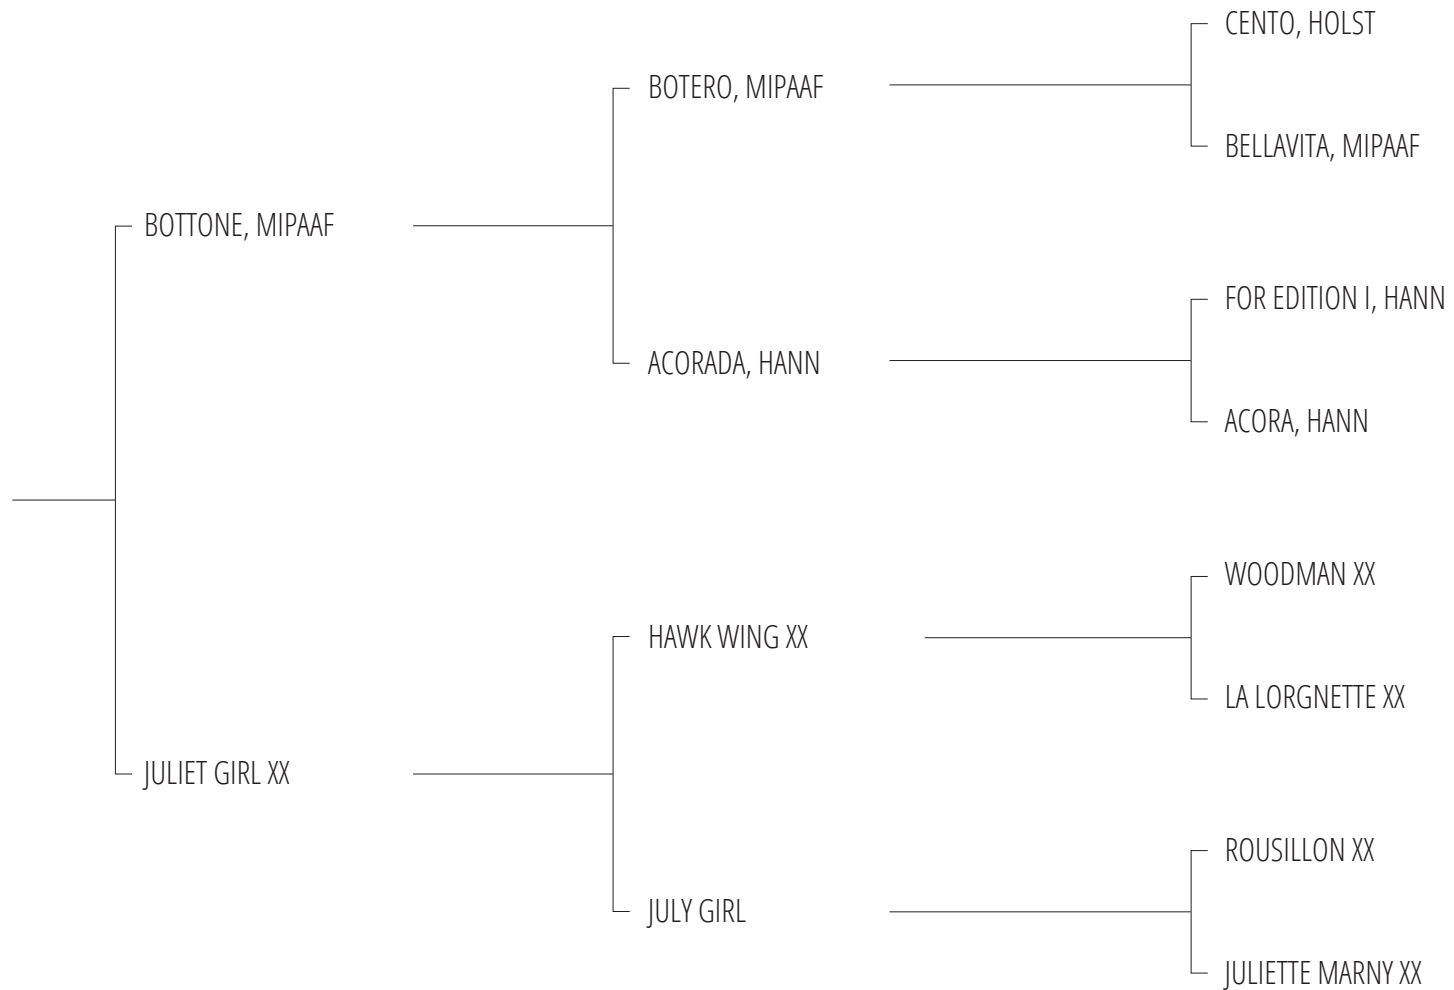 CENTO, HOLST
BOTERO, MIPAAF
BELLAVITA, MIPAAF
BOTTONE, MIPAAF
FOR EDITION I, HANN
ACORADA, HANN
ACORA, HANN
WOODMAN XX
HAWK WING XX
LA LORGNETTE XX
JULIET GIRL XX
ROUSILLON XX
JULY GIRL
JULIETTE MARNY XX